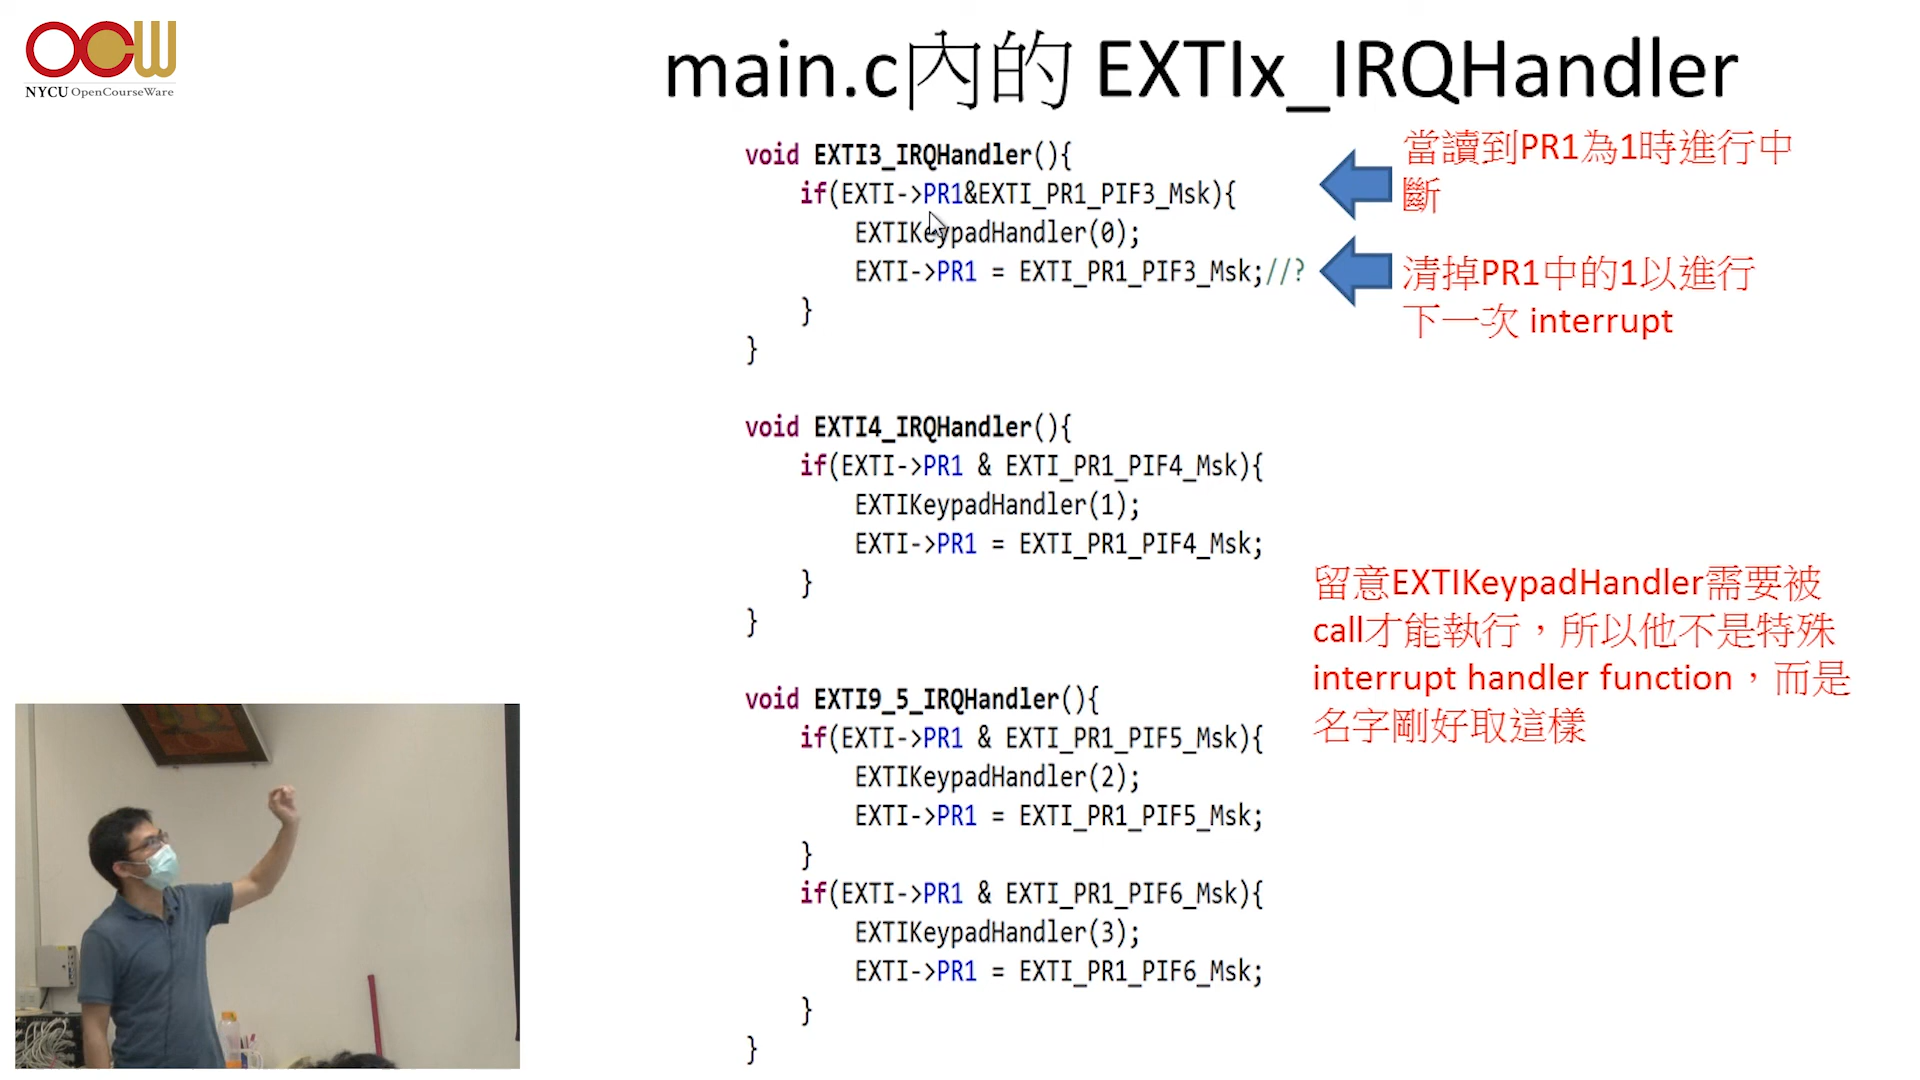 OCW
NYCU OpenCourseWare
main.c內的 EXTIx_IRQHandler
void EXTI3_IRQHandler(){
if(EXTI->PR1&EXTI_PR1_PIF3_Msk){
EXTIKeypadHandler(0);
EXTI->PR1 = EXTI_PR1_PIF3_Msk;//?
}
}
當讀到PR1為1時進行中
斷
清掉PR1中的1以進行
下一次 interrupt
void EXTI4_IRQHandler(){
if(EXTI->PR1 & EXTI_PR1_PIF4_Msk){
EXTIKeypadHandler(1);
EXTI->PR1 = EXTI_PR1_PIF4_Msk;
}
}
留意EXTIKeypadHandler需要被
call才能執行，所以他不是特殊
interrupt handler function，而是
名字剛好取這樣
void EXTI9_5_IRQHandler(){
if(EXTI->PR1 & EXTI_PR1_PIF5_Msk){
EXTIKeypadHandler(2);
EXTI->PR1 = EXTI_PR1_PIF5_Msk;
}
if(EXTI->PR1 & EXTI_PR1_PIF6_Msk){
EXTIKeypadHandler(3);
EXTI->PR1 = EXTI_PR1_PIF6_Msk;
}
}